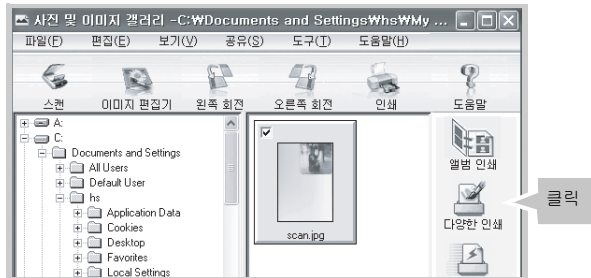 사진 및 이미지 갤러리 -C:₩Documents and Settings₩hs₩My ...
파일(F) 편집(E) 보기(V) 공유(S) 도구(T) 도움말(H)
스캔 이미지 편집기 왼쪽 회전 오른쪽 회전 인쇄 도움말
A:
C:
Documents and Settings
All Users
Default User
hs
Application Data
Cookies
Desktop
Favorites
Local Settings
scan.jpg
앨범 인쇄
다양한 인쇄
클릭